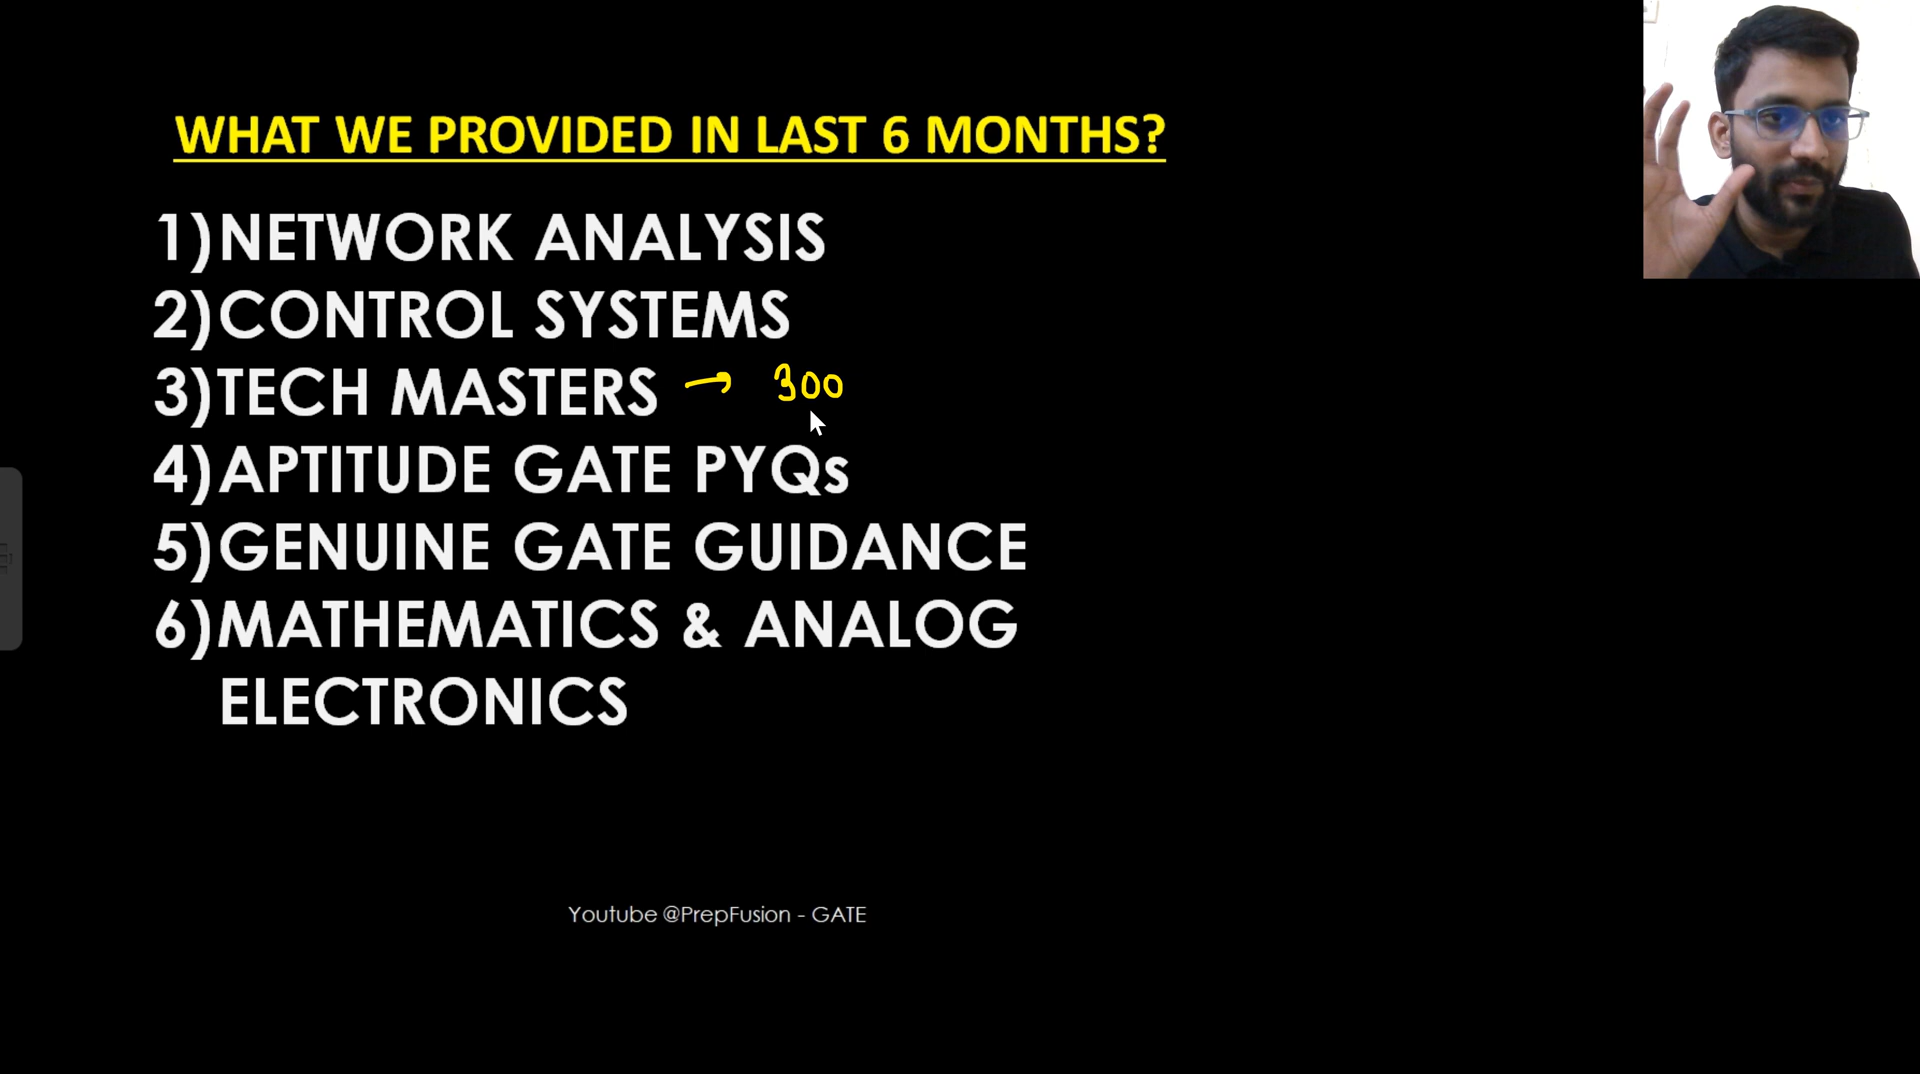 WHAT WE PROVIDED IN LAST 6 MONTHS?
1)NETWORK ANALYSIS
2)CONTROL SYSTEMS
3)TECH MASTERS → 300
4)APTITUDE GATE PYQs
5)GENUINE GATE GUIDANCE
6)MATHEMATICS & ANALOG
ELECTRONICS
Youtube @PrepFusion - GATE